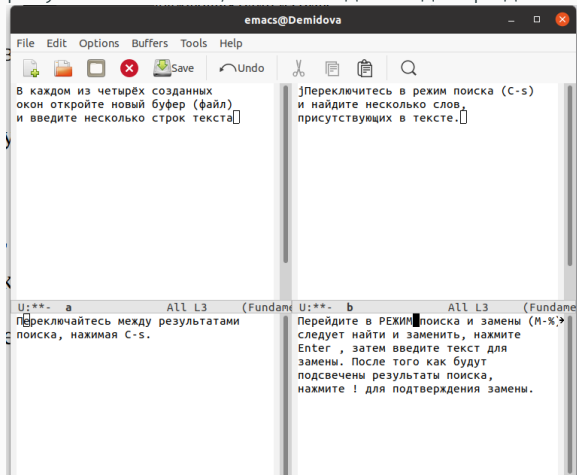 emacs@Demidova
File Edit Options Buffers Tools Help
Save Undo
В каждом из четырёх созданных
окон откройте новый буфер (файл)
и введите несколько строк текста
U:**- a All L3 (Fundame
jПереключитесь в режим поиска (C-s)
и найдите несколько слов,
присутствующих в тексте.
U:**- b All L3 (Fundame
Переключайтесь между результатами
поиска, нажимая C-s.
Перейдите в РЕЖИМ поиска и замены (M-%)
следует найти и заменить, нажмите
Enter , затем введите текст для
замены. После того как будут
подсвечены результаты поиска,
нажмите ! для подтверждения замены.